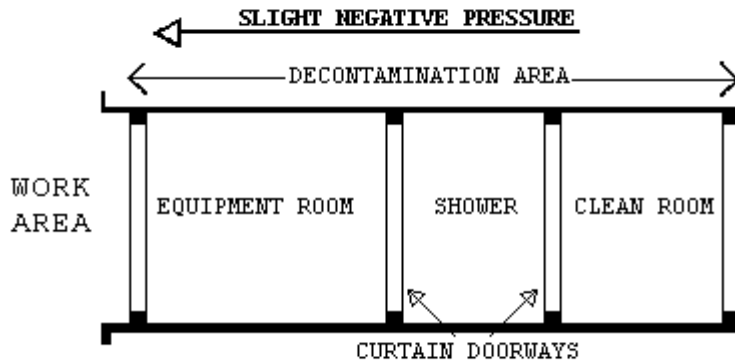 SLIGHT NEGATIVE PRESSURE
DECONTAMINATION AREA
WORK
AREA
EQUIPMENT ROOM
SHOWER
CLEAN ROOM
CURTAIN DOORWAYS